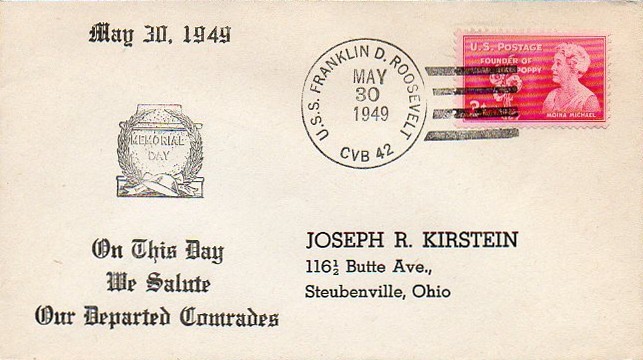 May 30, 1949
U.S.S. FRANKLIN D. ROOSEVELT
MAY
30
1949
CVB 42
U.S. POSTAGE
FOUNDER OF
POPPY
3¢
MOINA MICHAEL
MEMORIAL
DAY
On This Day
We Salute
Our Departed Comrades
JOSEPH R. KIRSTEIN
116½ Butte Ave.,
Steubenville, Ohio